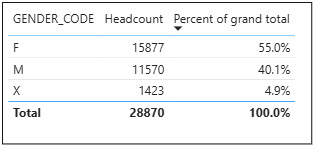 GENDER_CODE Headcount Percent of grand total
F 15877 55.0%
M 11570 40.1%
X 1423 4.9%
Total 28870 100.0%